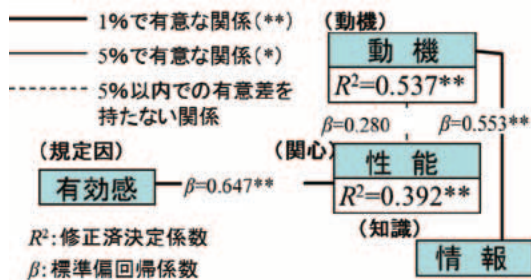 1%で有意な関係(**)
5%で有意な関係(*)
5%以内での有意差を
持たない関係
(動機)
動 機
R²=0.537**
β=0.280
β=0.553**
(規定因)
(関心)
有効感
β=0.647**
性 能
R²=0.392**
(知識)
情 報
R²:修正済決定係数
β:標準偏回帰係数